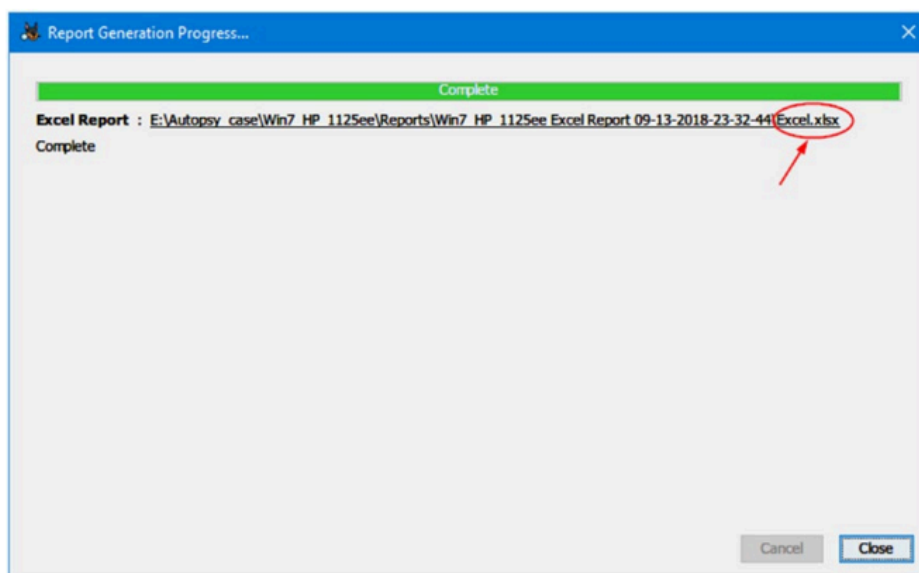 Report Generation Progress...
Complete
Excel Report : E:\Autopsy_case\Win7_HP_1125ee\Reports\Win7_HP_1125ee Excel Report 09-13-2018-23-32-44\Excel.xlsx
Complete
Cancel Close